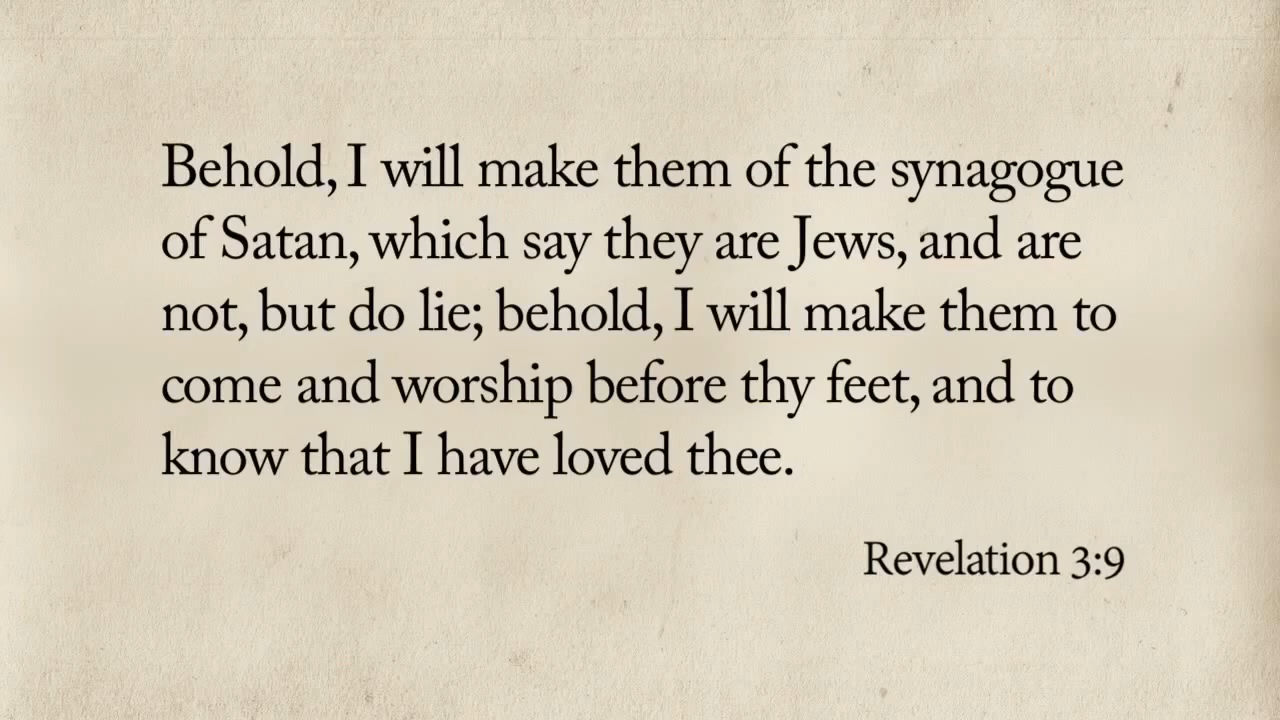 Behold, I will make them of the synagogue
of Satan, which say they are Jews, and are
not, but do lie; behold, I will make them to
come and worship before thy feet, and to
know that I have loved thee.
Revelation 3:9